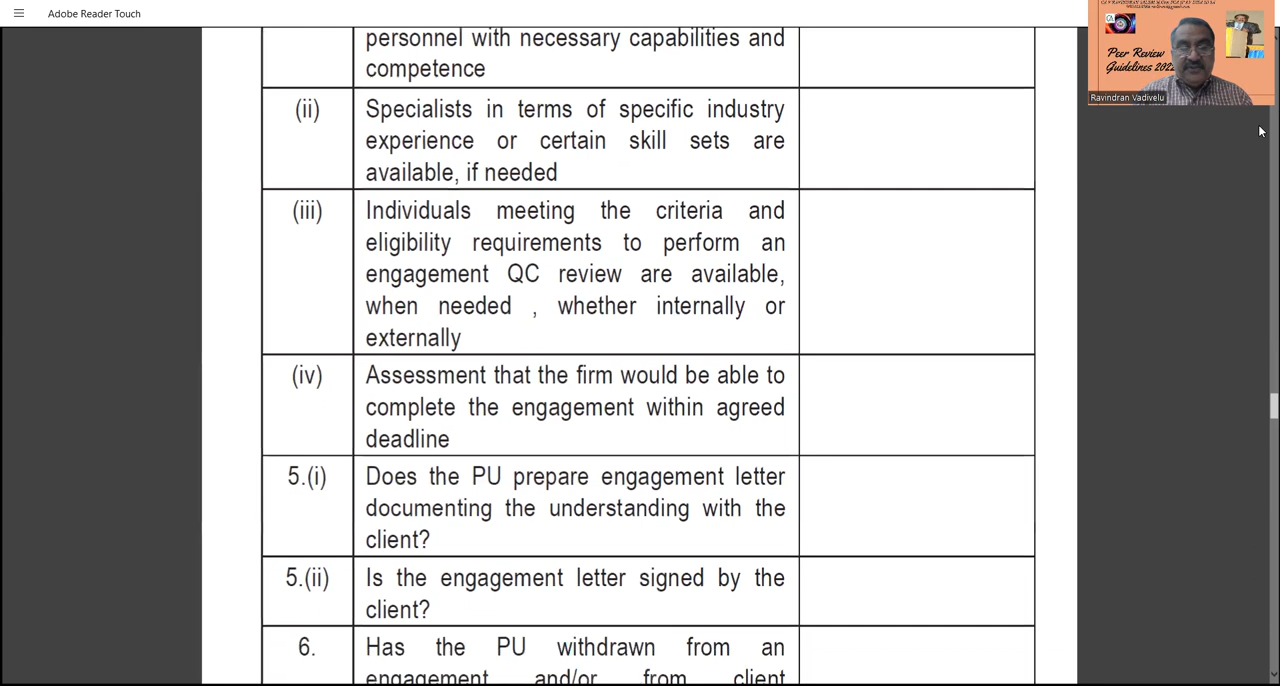 Adobe Reader Touch
Peer Review
Guidelines 2022
Ravindran Vadivelu
personnel with necessary capabilities and
competence
(ii) Specialists in terms of specific industry
experience or certain skill sets are
available, if needed
(iii) Individuals meeting the criteria and
eligibility requirements to perform an
engagement QC review are available,
when needed , whether internally or
externally
(iv) Assessment that the firm would be able to
complete the engagement within agreed
deadline
5.(i) Does the PU prepare engagement letter
documenting the understanding with the
client?
5.(ii) Is the engagement letter signed by the
client?
6. Has the PU withdrawn from an
engagement and/or from client